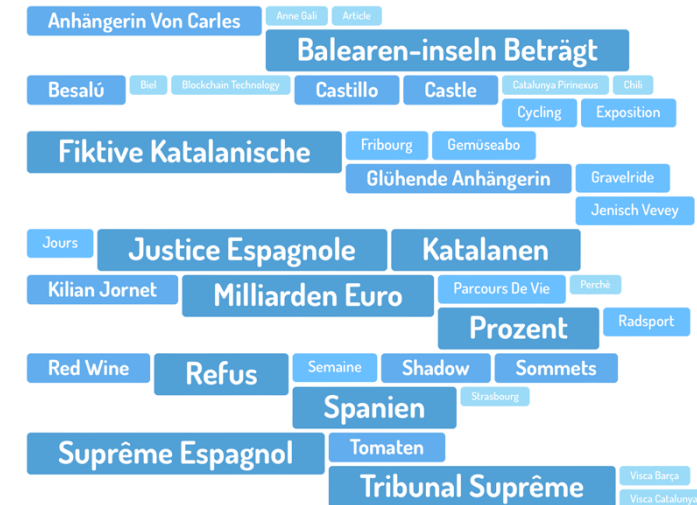 Anhängerin Von Carles
Anne Gali
Article
Balearen-inseln Beträgt
Besalú
Biel
Blockchain Technology
Castillo
Castle
Catalunya Pirinexus
Chili
Cycling
Exposition
Fiktive Katalanische
Fribourg
Gemüseabo
Glühende Anhängerin
Gravelride
Jenisch Vevey
Jours
Justice Espagnole
Katalanen
Kilian Jornet
Milliarden Euro
Parcours De Vie
Perchè
Prozent
Radsport
Red Wine
Refus
Semaine
Shadow
Sommets
Spanien
Strasbourg
Suprême Espagnol
Tomaten
Tribunal Suprême
Visca Barça
Visca Catalunya